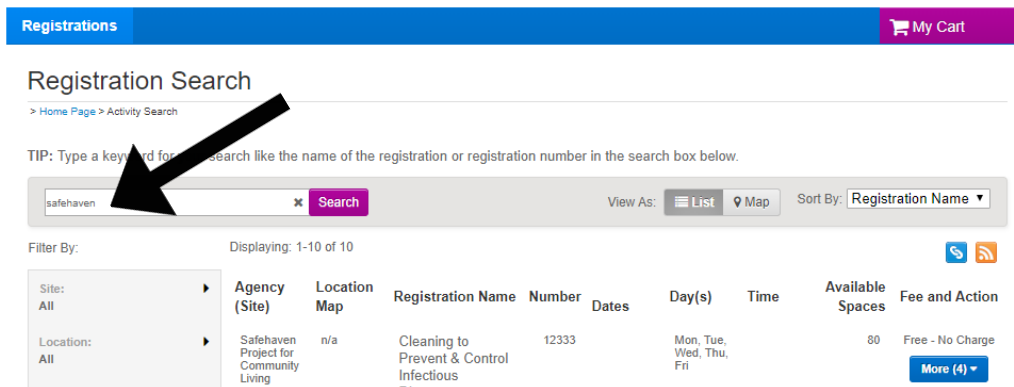 Registrations
My Cart
Registration Search
> Home Page > Activity Search
TIP: Type a keyword for search like the name of the registration or registration number in the search box below.
safehaven
Search
View As: List Map
Sort By: Registration Name
Filter By:
Displaying: 1-10 of 10
Site:
All
Location:
All
Agency (Site)
Location Map
Registration Name
Number
Dates
Day(s)
Time
Available Spaces
Fee and Action
Safehaven
Project for
Community
Living
n/a
Cleaning to
Prevent & Control
Infectious
12333
Mon, Tue,
Wed, Thu,
Fri
80
Free - No Charge
More (4)